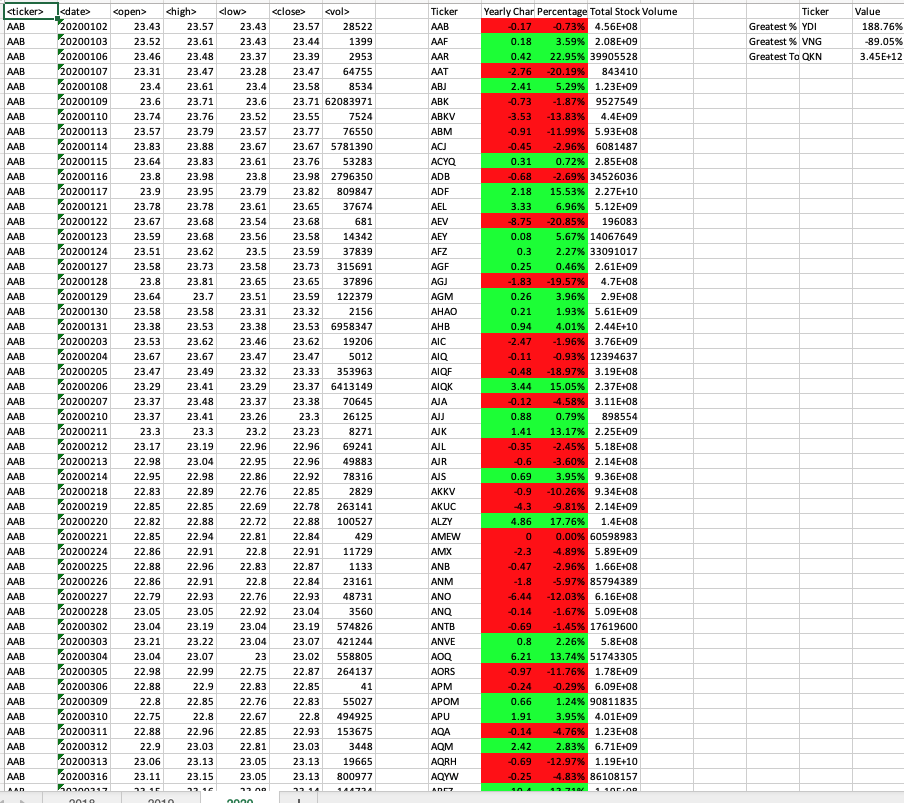 <ticker> <date> <open> <high> <low> <close> <vol> Ticker Yearly Char Percentage Total Stock Volume Ticker Value
AAB 20200102 23.43 23.57 23.43 23.57 28522 AAB -0.17 -0.73% 4.56E+08 Greatest % YDI 188.76%
AAB 20200103 23.52 23.61 23.43 23.44 1399 AAF 0.18 3.59% 2.08E+09 Greatest % VNG -89.05%
AAB 20200106 23.46 23.48 23.37 23.39 2953 AAR 0.42 22.95% 39905528 Greatest To QKN 3.45E+12
AAB 20200107 23.31 23.47 23.28 23.47 64755 AAT -2.76 -20.19% 843410
AAB 20200108 23.4 23.61 23.4 23.58 8534 ABJ 2.41 5.29% 1.23E+09
AAB 20200109 23.6 23.71 23.6 23.71 62083971 ABK -0.73 -1.87% 9527549
AAB 20200110 23.74 23.76 23.52 23.55 7524 ABKV -3.53 -13.83% 4.4E+09
AAB 20200113 23.57 23.79 23.57 23.77 76550 ABM -0.91 -11.99% 5.93E+08
AAB 20200114 23.83 23.88 23.67 23.67 5781390 ACJ -0.45 -2.96% 6081487
AAB 20200115 23.64 23.83 23.61 23.76 53283 ACYQ 0.31 0.72% 2.85E+08
AAB 20200116 23.8 23.98 23.8 23.98 2796350 ADB -0.68 -2.69% 34526036
AAB 20200117 23.9 23.95 23.79 23.82 809847 ADF 2.18 15.53% 2.27E+10
AAB 20200121 23.78 23.78 23.61 23.65 37674 AEL 3.33 6.96% 5.12E+09
AAB 20200122 23.67 23.68 23.54 23.68 681 AEV -8.75 -20.85% 196083
AAB 20200123 23.59 23.68 23.56 23.58 14342 AEY 0.08 5.67% 14067649
AAB 20200124 23.51 23.62 23.5 23.59 37839 AFZ 0.3 2.27% 33091017
AAB 20200127 23.58 23.73 23.58 23.73 315691 AGF 0.25 0.46% 2.61E+09
AAB 20200128 23.8 23.81 23.65 23.65 37896 AGJ -1.83 -19.57% 4.7E+08
AAB 20200129 23.64 23.7 23.51 23.59 122379 AGM 0.26 3.96% 2.9E+08
AAB 20200130 23.58 23.58 23.31 23.32 2156 AHAO 0.21 1.93% 5.61E+09
AAB 20200131 23.38 23.53 23.38 23.53 6958347 AHB 0.94 4.01% 2.44E+10
AAB 20200203 23.53 23.62 23.46 23.62 19206 AIC -2.47 -1.96% 3.76E+09
AAB 20200204 23.67 23.67 23.47 23.47 5012 AIQ -0.11 -0.93% 12394637
AAB 20200205 23.47 23.49 23.32 23.33 353963 AIQF -0.48 -18.97% 3.19E+08
AAB 20200206 23.29 23.41 23.29 23.37 6413149 AIQK 3.44 15.05% 2.37E+08
AAB 20200207 23.37 23.48 23.37 23.38 70645 AJA -0.12 -4.58% 3.11E+08
AAB 20200210 23.37 23.41 23.26 23.3 26125 AJJ 0.88 0.79% 898554
AAB 20200211 23.3 23.3 23.2 23.23 8271 AJK 1.41 13.17% 2.25E+09
AAB 20200212 23.17 23.19 22.96 22.96 69241 AJL -0.35 -2.45% 5.18E+08
AAB 20200213 22.98 23.04 22.95 22.96 49883 AJR -0.6 -3.60% 2.14E+08
AAB 20200214 22.95 22.98 22.86 22.92 78316 AJS 0.69 3.95% 9.36E+08
AAB 20200218 22.83 22.89 22.76 22.85 2829 AKKV -0.9 -10.26% 9.34E+08
AAB 20200219 22.85 22.85 22.69 22.78 263141 AKUC -4.3 -9.81% 2.14E+09
AAB 20200220 22.82 22.88 22.72 22.88 100527 ALZY 4.86 17.76% 1.4E+08
AAB 20200221 22.85 22.94 22.81 22.84 429 AMEW 0 0.00% 60598983
AAB 20200224 22.86 22.91 22.8 22.91 11729 AMX -2.3 -4.89% 5.89E+09
AAB 20200225 22.88 22.96 22.83 22.87 1133 ANB -0.47 -2.96% 1.66E+08
AAB 20200226 22.86 22.91 22.8 22.84 23161 ANM -1.8 -5.97% 85794389
AAB 20200227 22.79 22.93 22.76 22.93 48731 ANO -6.44 -12.03% 6.16E+08
AAB 20200228 23.05 23.05 22.92 23.04 3560 ANQ -0.14 -1.67% 5.09E+08
AAB 20200302 23.04 23.19 23.04 23.19 574826 ANTB -0.69 -1.45% 17619600
AAB 20200303 23.21 23.22 23.04 23.07 421244 ANVE 0.8 2.26% 5.8E+08
AAB 20200304 23.04 23.07 23 23.02 558805 AOQ 6.21 13.74% 51743305
AAB 20200305 22.98 22.99 22.75 22.87 264137 AORS -0.97 -11.76% 1.78E+09
AAB 20200306 22.88 22.9 22.83 22.85 41 APM -0.24 -0.29% 6.09E+08
AAB 20200309 22.8 22.85 22.76 22.83 55027 APOM 0.66 1.24% 90811835
AAB 20200310 22.75 22.8 22.67 22.8 494925 APU 1.91 3.95% 4.01E+09
AAB 20200311 22.88 22.96 22.85 22.93 153675 AQA -0.14 -4.76% 1.23E+08
AAB 20200312 22.9 23.03 22.81 23.03 3448 AQM 2.42 2.83% 6.71E+09
AAB 20200313 23.06 23.13 23.05 23.13 19665 AQRH -0.69 -12.97% 1.19E+10
AAB 20200316 23.11 23.15 23.05 23.13 800977 AQYW -0.25 -4.83% 86108157
2018 2019 2020